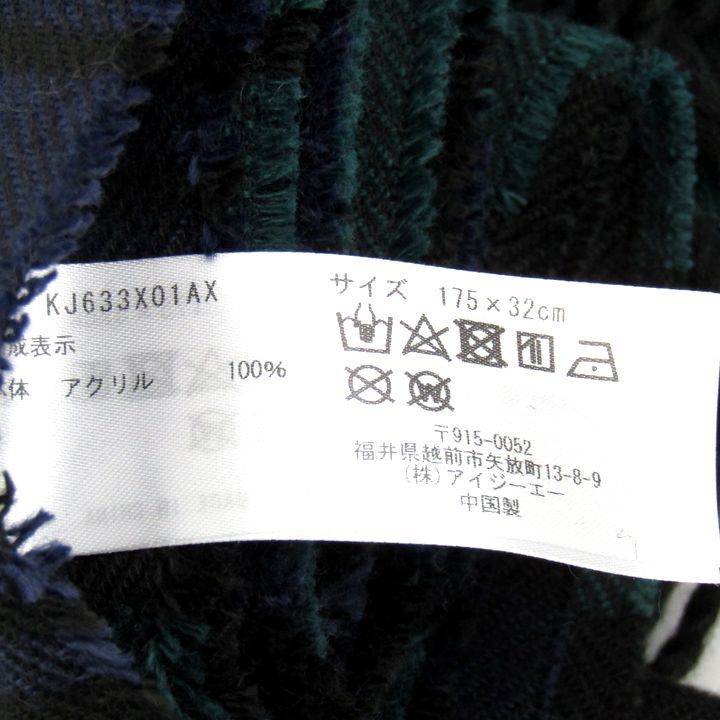 KJ633X01AX
成表示
体 アクリル 100%
サイズ 175×32cm
〒915-0052
福井県越前市矢放町13-8-9
(株)アイジーエー
中国製